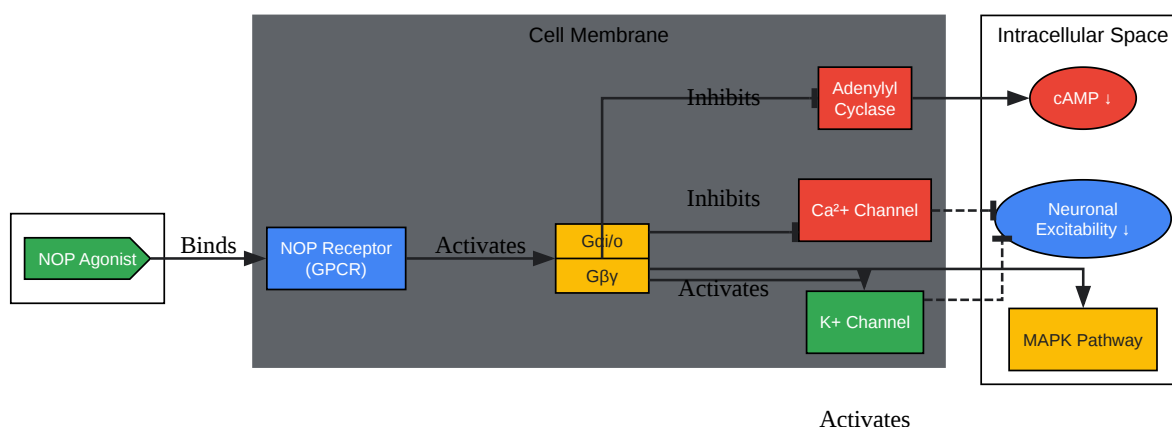 Cell Membrane
Intracellular Space
Inhibits
Adenylyl
Cyclase
cAMP ↓
Inhibits
Ca²+ Channel
Neuronal
Excitability ↓
NOP Agonist
Binds
NOP Receptor
(GPCR)
Activates
Gαi/o
Gβγ
Activates
K+ Channel
MAPK Pathway
Activates